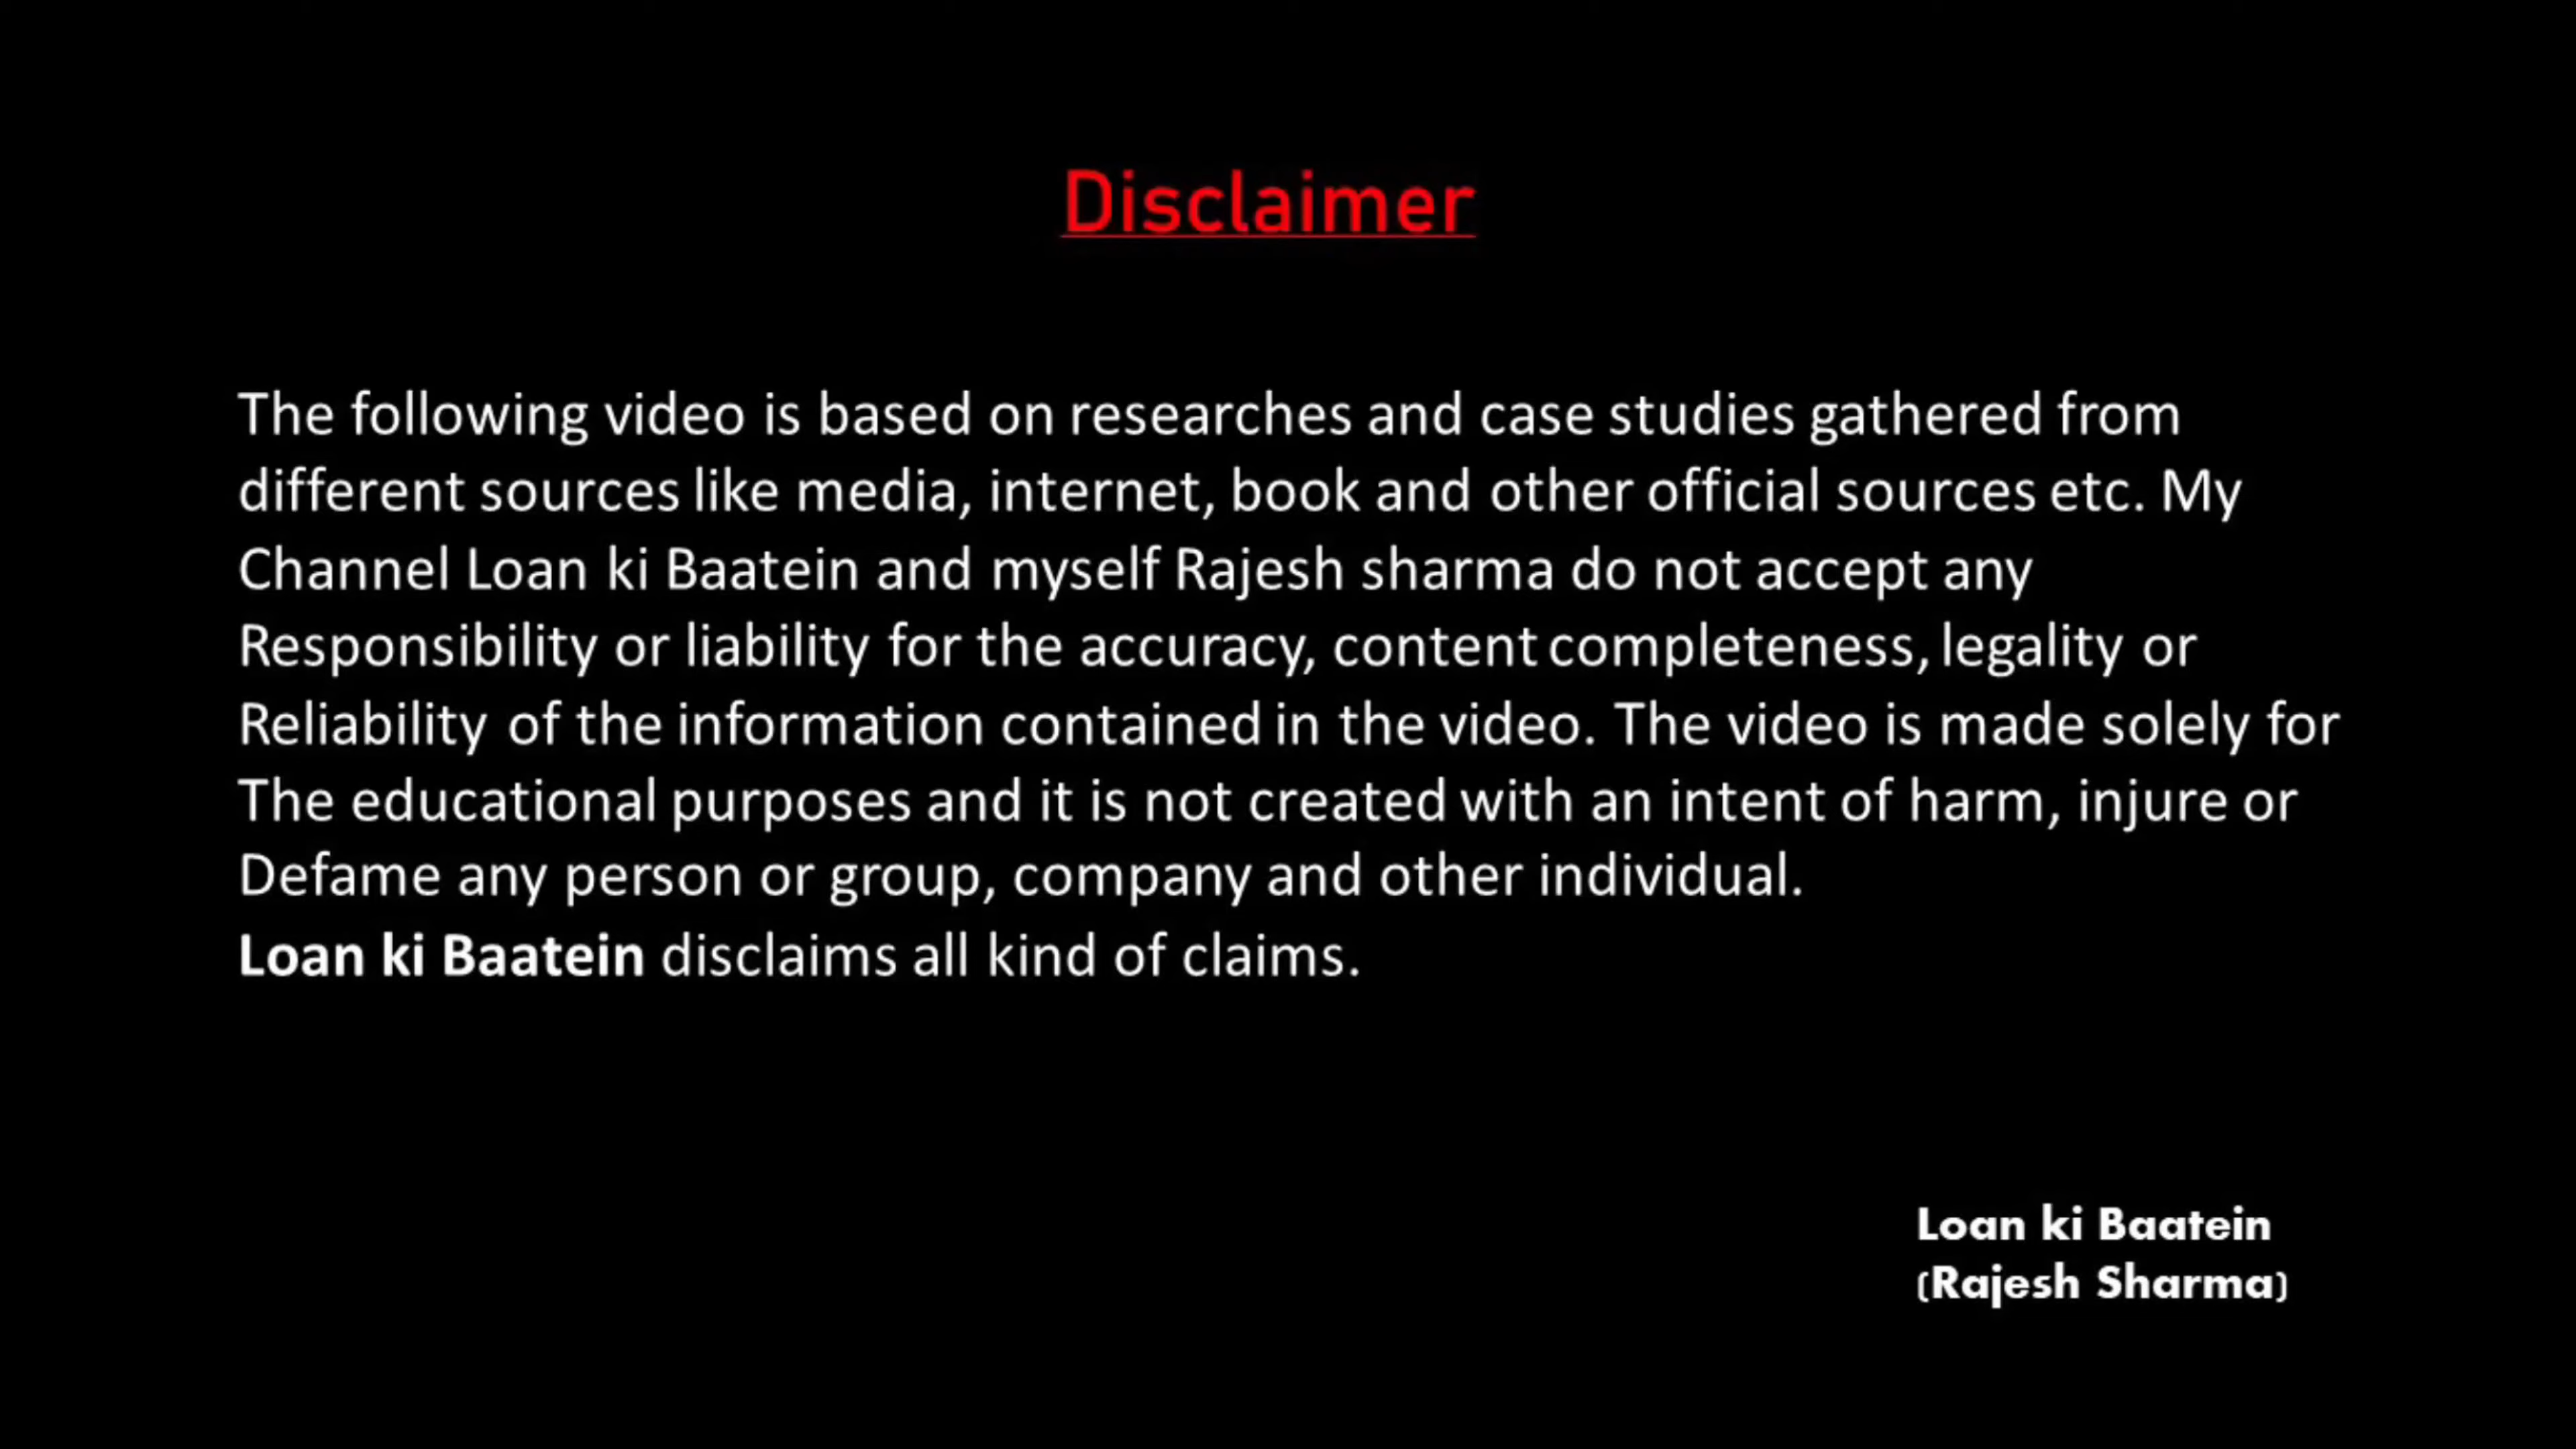 Disclaimer
The following video is based on researches and case studies gathered from
different sources like media, internet, book and other official sources etc. My
Channel Loan ki Baatein and myself Rajesh sharma do not accept any
Responsibility or liability for the accuracy, content completeness, legality or
Reliability of the information contained in the video. The video is made solely for
The educational purposes and it is not created with an intent of harm, injure or
Defame any person or group, company and other individual.
Loan ki Baatein disclaims all kind of claims.
Loan ki Baatein
(Rajesh Sharma)